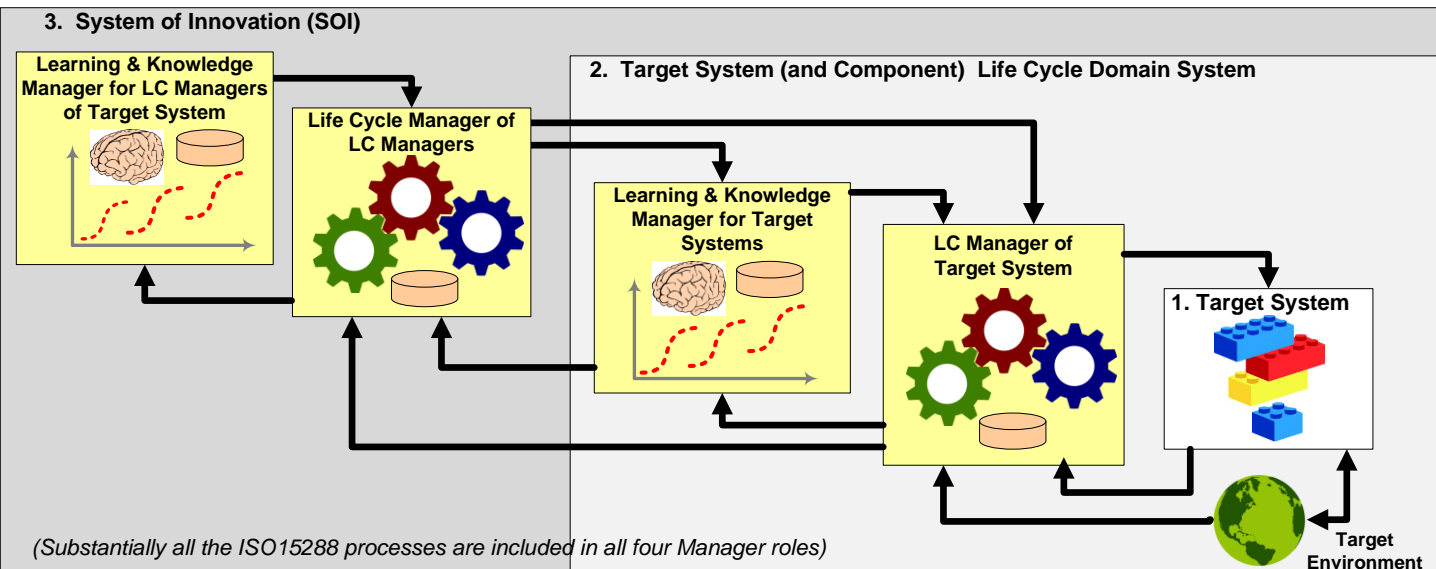 3. System of Innovation (SOI)
Learning & Knowledge
Manager for LC Managers
of Target System
2. Target System (and Component) Life Cycle Domain System
Life Cycle Manager of
LC Managers
Learning & Knowledge
Manager for Target
Systems
LC Manager of
Target System
1. Target System
Target
Environment
(Substantially all the ISO15288 processes are included in all four Manager roles)